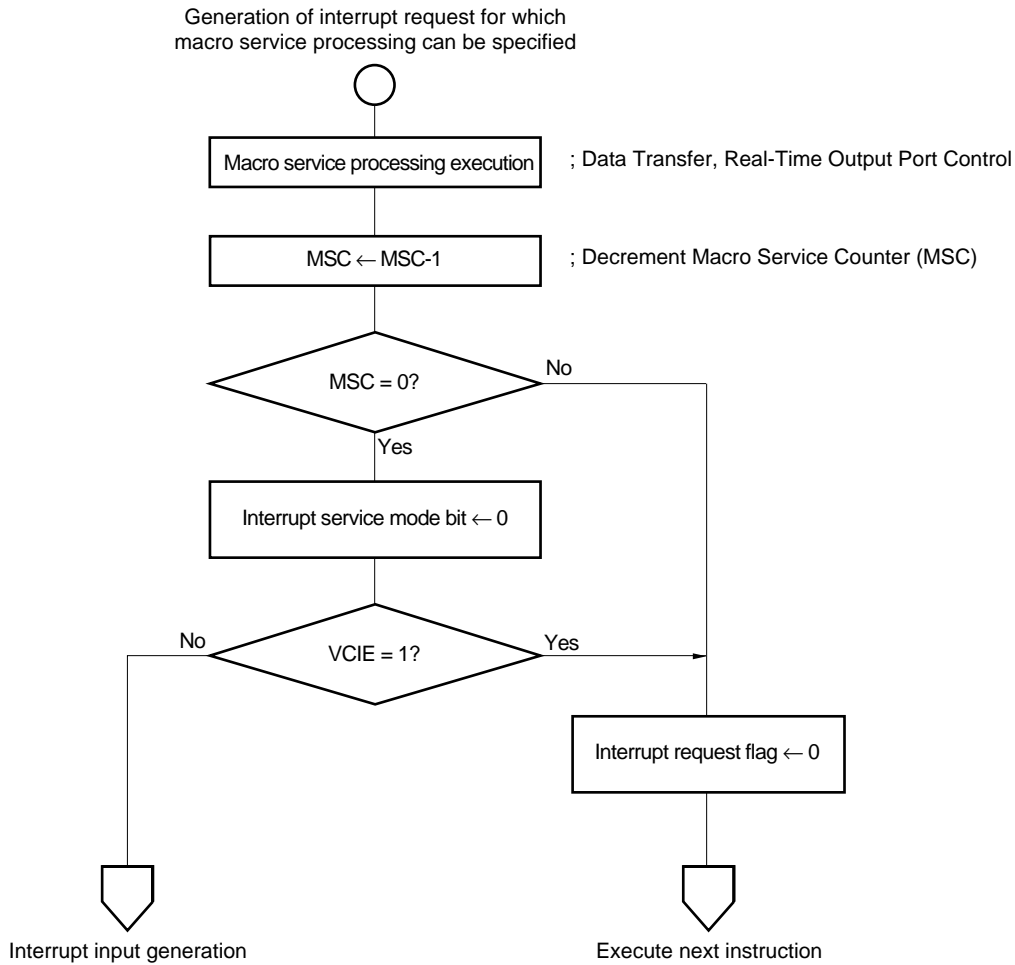 Generation of interrupt request for which
macro service processing can be specified
Macro service processing execution
; Data Transfer, Real-Time Output Port Control
MSC ← MSC-1
; Decrement Macro Service Counter (MSC)
MSC = 0?
No
Yes
Interrupt service mode bit ← 0
No
VCIE = 1?
Yes
Interrupt request flag ← 0
Interrupt input generation
Execute next instruction